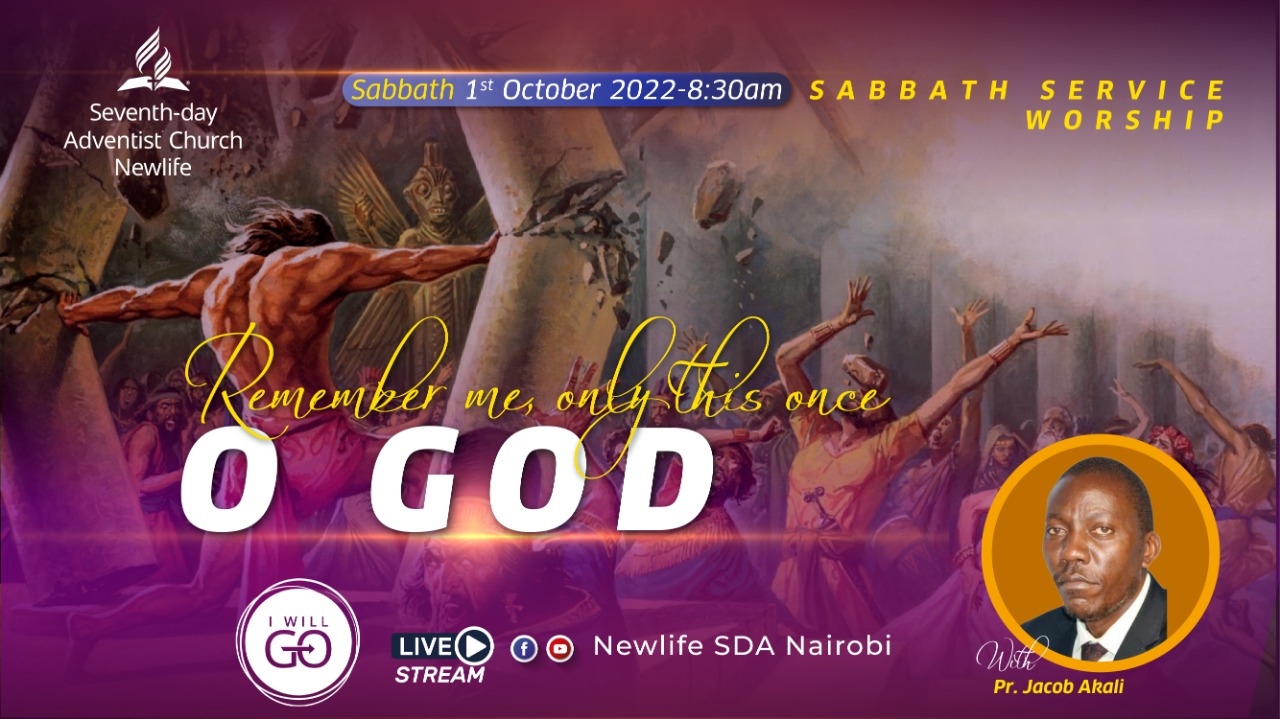 Seventh-day
Adventist Church
Newlife
Sabbath 1st October 2022-8:30am
SABBATH SERVICE
WORSHIP
Remember me, only this once
O GOD
I WILL
GO
LIVE
STREAM
Newlife SDA Nairobi
With
Pr. Jacob Akali